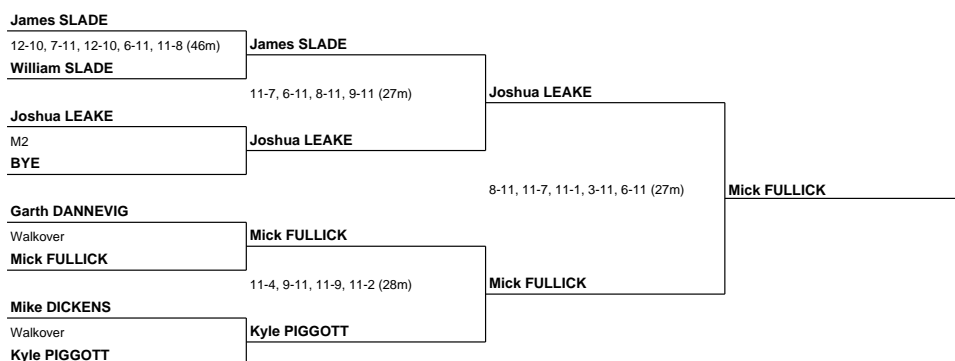 James SLADE
12-10, 7-11, 12-10, 6-11, 11-8 (46m)
James SLADE
William SLADE
11-7, 6-11, 8-11, 9-11 (27m)
Joshua LEAKE
Joshua LEAKE
M2
Joshua LEAKE
BYE
8-11, 11-7, 11-1, 3-11, 6-11 (27m)
Mick FULLICK
Garth DANNEVIG
Walkover
Mick FULLICK
Mick FULLICK
11-4, 9-11, 11-9, 11-2 (28m)
Mick FULLICK
Mike DICKENS
Walkover
Kyle PIGGOTT
Kyle PIGGOTT